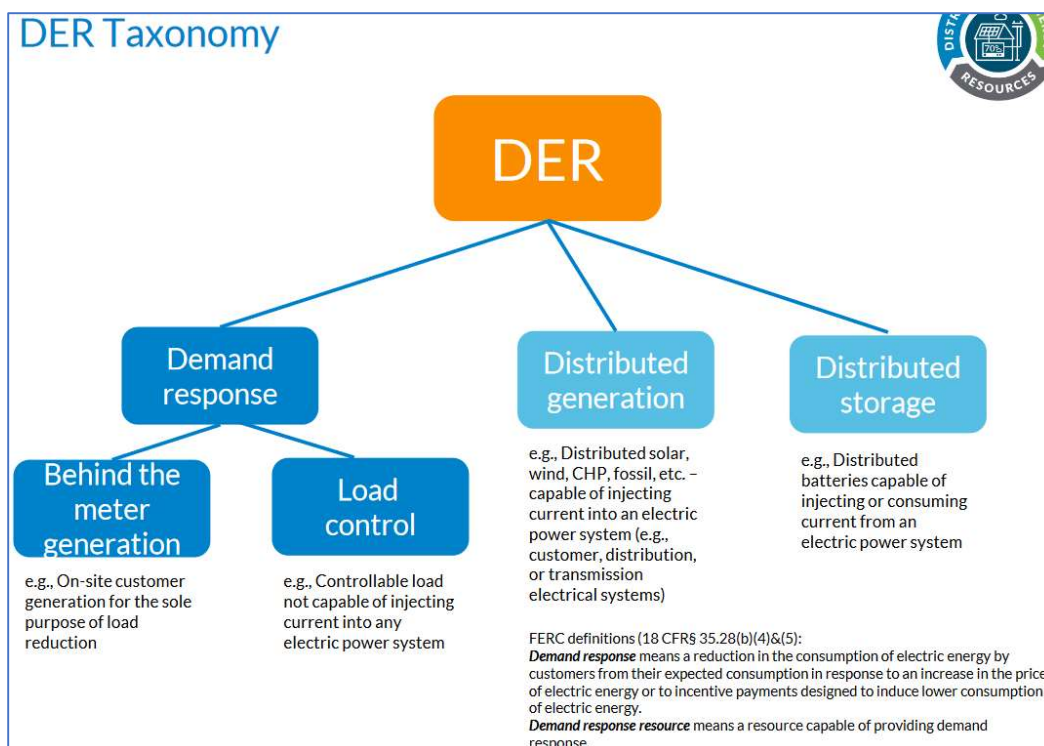 DER Taxonomy
70%
RESOURCES
DER
Demand
response
Distributed
generation
Distributed
storage
Behind the
meter
generation
Load
control
e.g., On-site customer
generation for the sole
purpose of load
reduction
e.g., Controllable load
not capable of injecting
current into any
electric power system
e.g., Distributed solar,
wind, CHP, fossil, etc. –
capable of injecting
current into an electric
power system (e.g.,
customer, distribution,
or transmission
electrical systems)
e.g., Distributed
batteries capable of
injecting or consuming
current from an
electric power system
FERC definitions (18 CFR§ 35.28(b)(4)&(5):
Demand response means a reduction in the consumption of electric energy by
customers from their expected consumption in response to an increase in the price
of electric energy or to incentive payments designed to induce lower consumption
of electric energy.
Demand response resource means a resource capable of providing demand
response